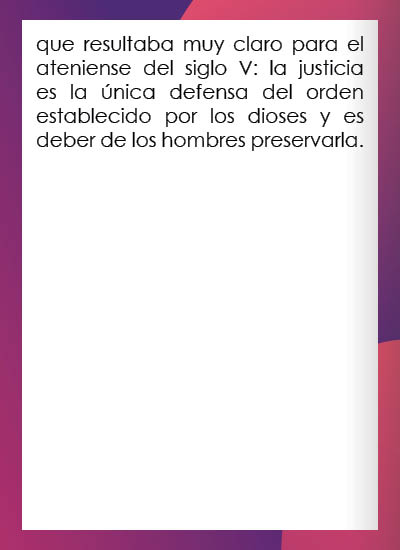 que resultaba muy claro para el
ateniense del siglo V: la justicia
es la única defensa del orden
establecido por los dioses y es
deber de los hombres preservarla.